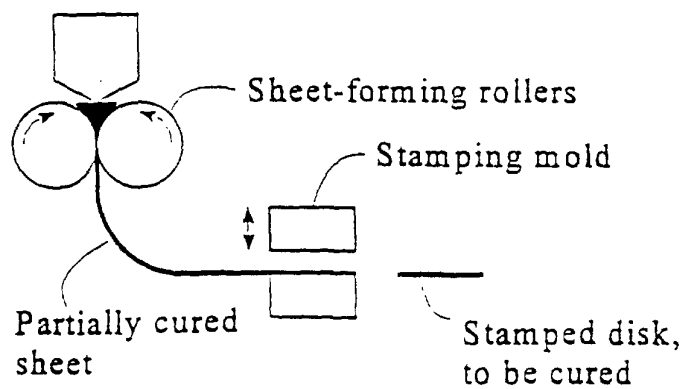 Sheet-forming rollers
Stamping mold
Partially cured
sheet
Stamped disk,
to be cured